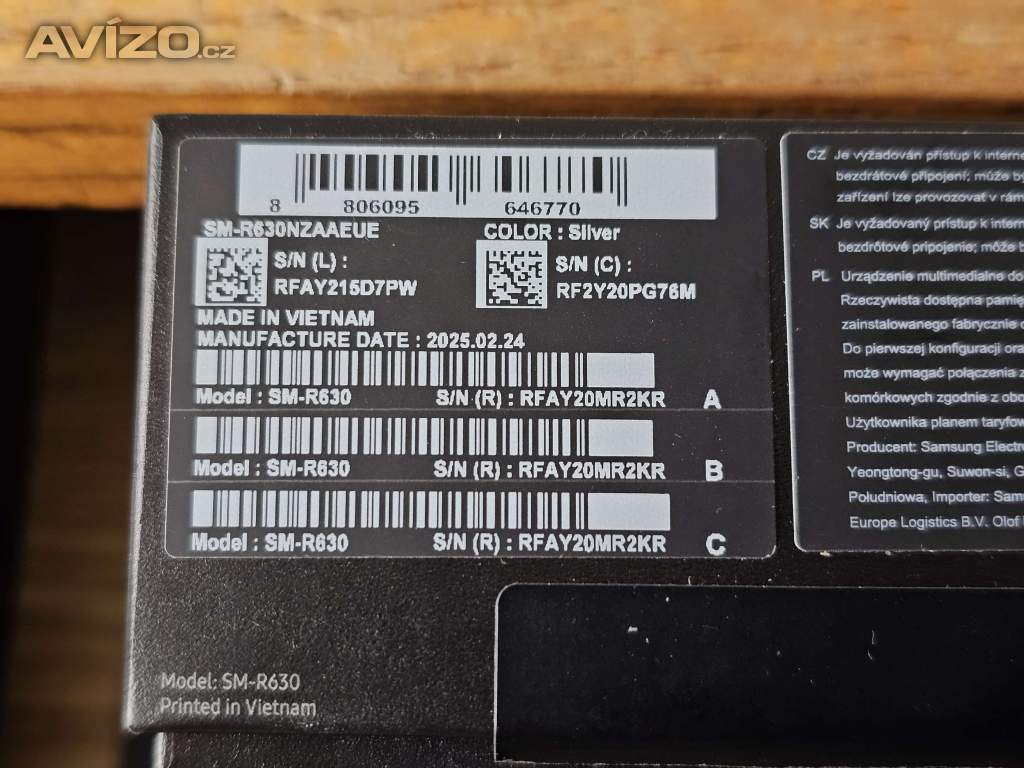 AVÍZO.cz
8 806095 646770
SM-R630NZAAEUE COLOR : Silver
S/N (L) :
RFAY215D7PW
S/N (C) :
RF2Y20PG76M
MADE IN VIETNAM
MANUFACTURE DATE : 2025.02.24
Model : SM-R630 S/N (R) : RFAY20MR2KR A
Model : SM-R630 S/N (R) : RFAY20MR2KR B
Model : SM-R630 S/N (R) : RFAY20MR2KR C
CZ Je vyžadován přístup k interne
bezdrátové připojení; může bý
zařízení lze provozovat v rám
SK Je vyžadovaný prístup k intern
bezdrôtové pripojenie; môže b
PL Urządzenie multimedialne do
Rzeczywista dostępna pamię
zainstalowanego fabrycznie o
Do pierwszej konfiguracji ora
może wymagać połączenia z
komórkowych zgodnie z obo
Użytkownika planem taryfow
Producent: Samsung Electr
Yeongtong-gu, Suwon-si, G
Południowa, Importer: Sam
Europe Logistics B.V. Olof
Model: SM-R630
Printed in Vietnam